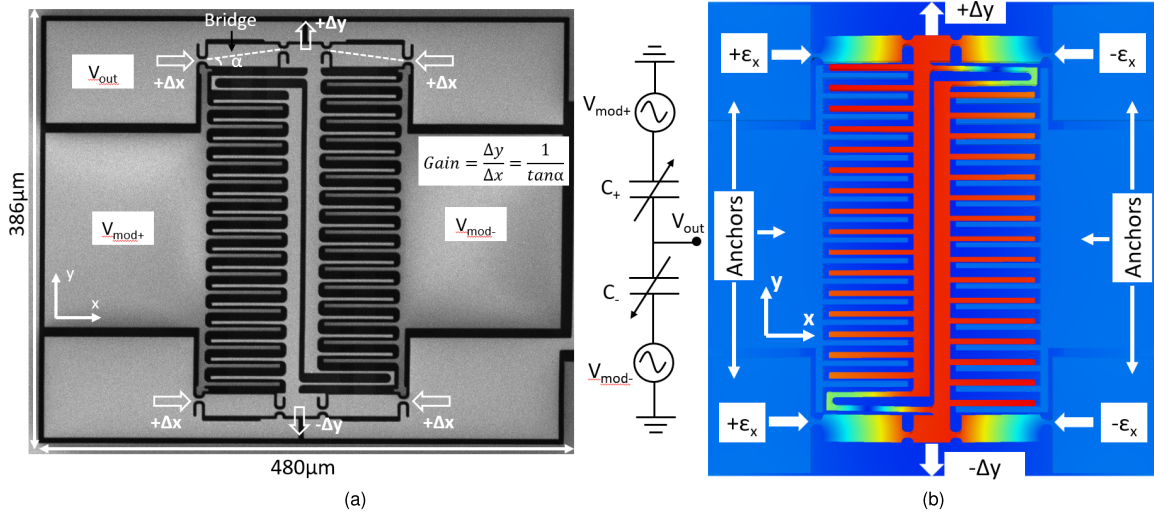 Bridge
+Δy
α
+Δx
+Δx
V_out
Gain = Δy/Δx = 1/tanα
V_mod+
V_mod-
y
x
+Δx
+Δx
-Δy
386μm
480μm
(a)
V_mod+
C_+
V_out
C_-
V_mod-
+Δy
+ε_x
-ε_x
Anchors
Anchors
y
x
+ε_x
-ε_x
-Δy
(b)